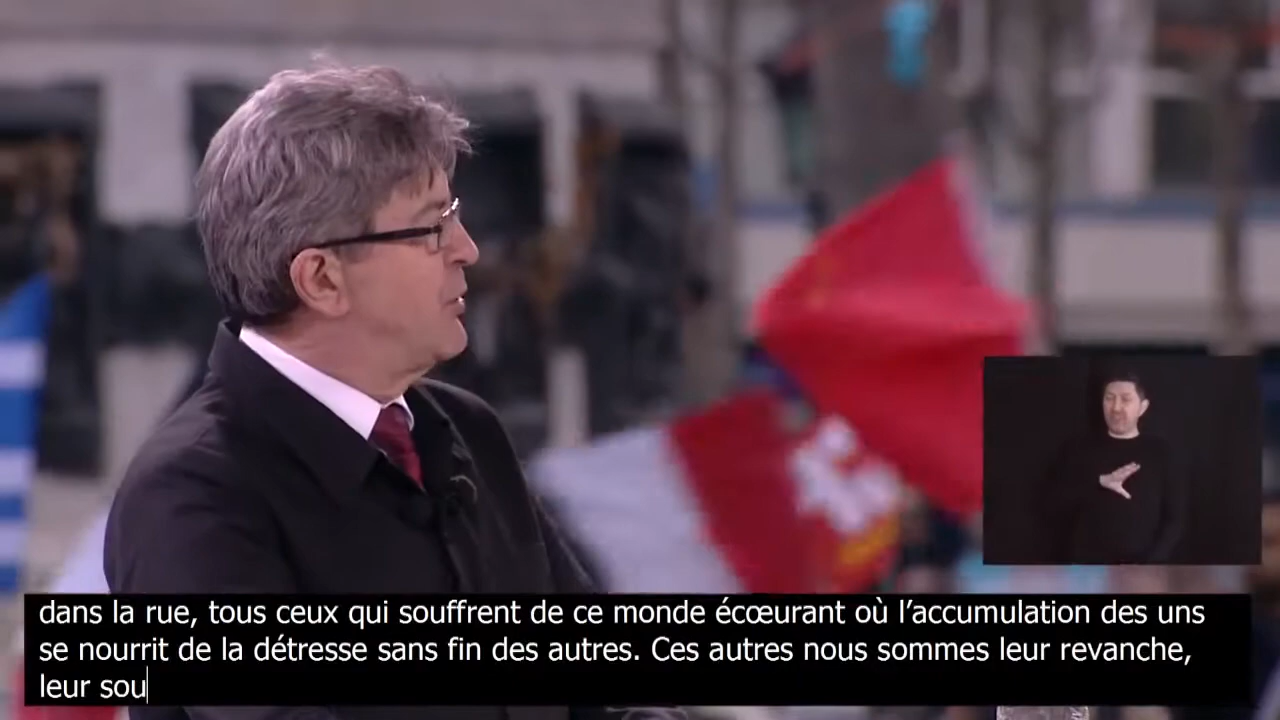 dans la rue, tous ceux qui souffrent de ce monde écœurant où l’accumulation des uns
se nourrit de la détresse sans fin des autres. Ces autres nous sommes leur revanche,
leur sou